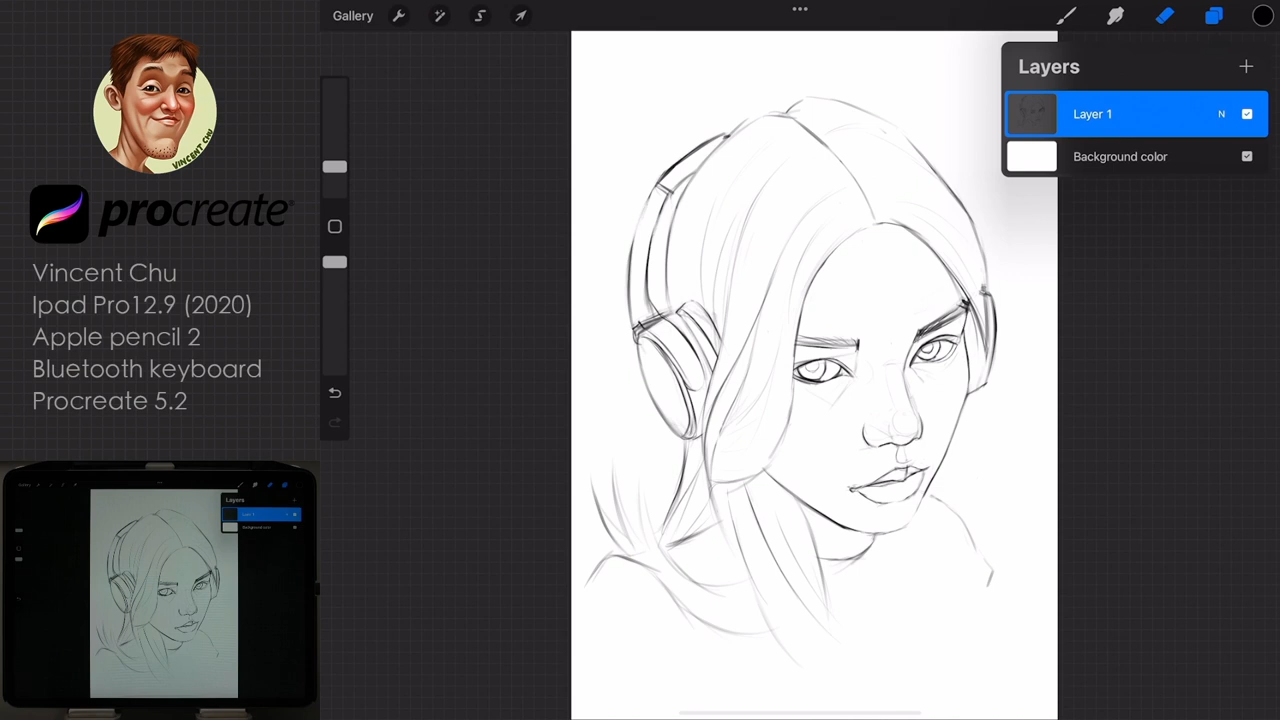 Gallery
Layers
Layer 1 N
Background color
VINCENT CHU
procreate
Vincent Chu
Ipad Pro12.9 (2020)
Apple pencil 2
Bluetooth keyboard
Procreate 5.2
Layers